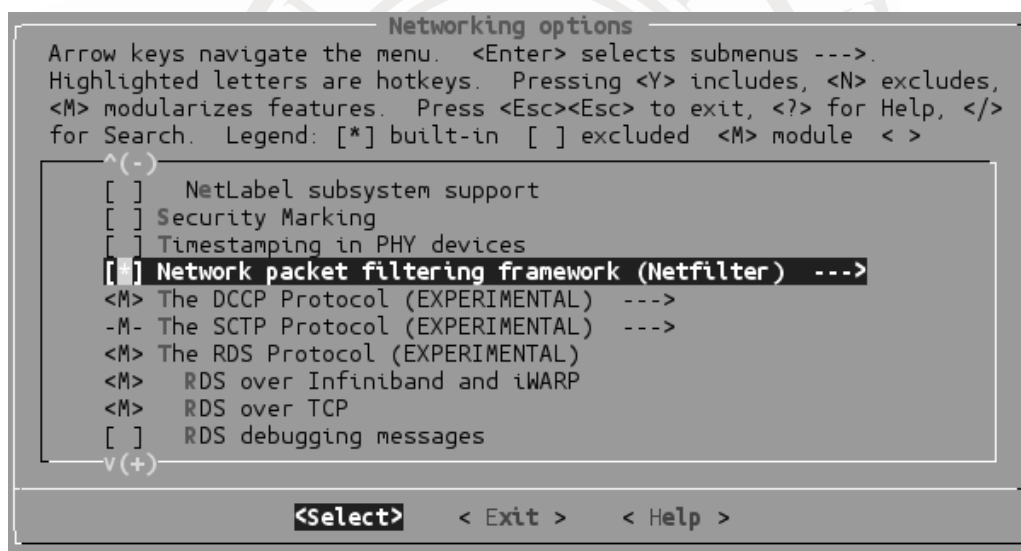 Networking options
Arrow keys navigate the menu.  <Enter> selects submenus --->.
Highlighted letters are hotkeys.  Pressing <Y> includes, <N> excludes,
<M> modularizes features.  Press <Esc><Esc> to exit, <?> for Help, </>
for Search.  Legend: [*] built-in  [ ] excluded  <M> module  < >
^(-)
[ ]   NetLabel subsystem support
[ ] Security Marking
[ ] Timestamping in PHY devices
[*] Network packet filtering framework (Netfilter)  --->
<M> The DCCP Protocol (EXPERIMENTAL)  --->
-M- The SCTP Protocol (EXPERIMENTAL)  --->
<M> The RDS Protocol (EXPERIMENTAL)
<M>   RDS over Infiniband and iWARP
<M>   RDS over TCP
[ ]   RDS debugging messages
v(+)
<Select>    < Exit >    < Help >